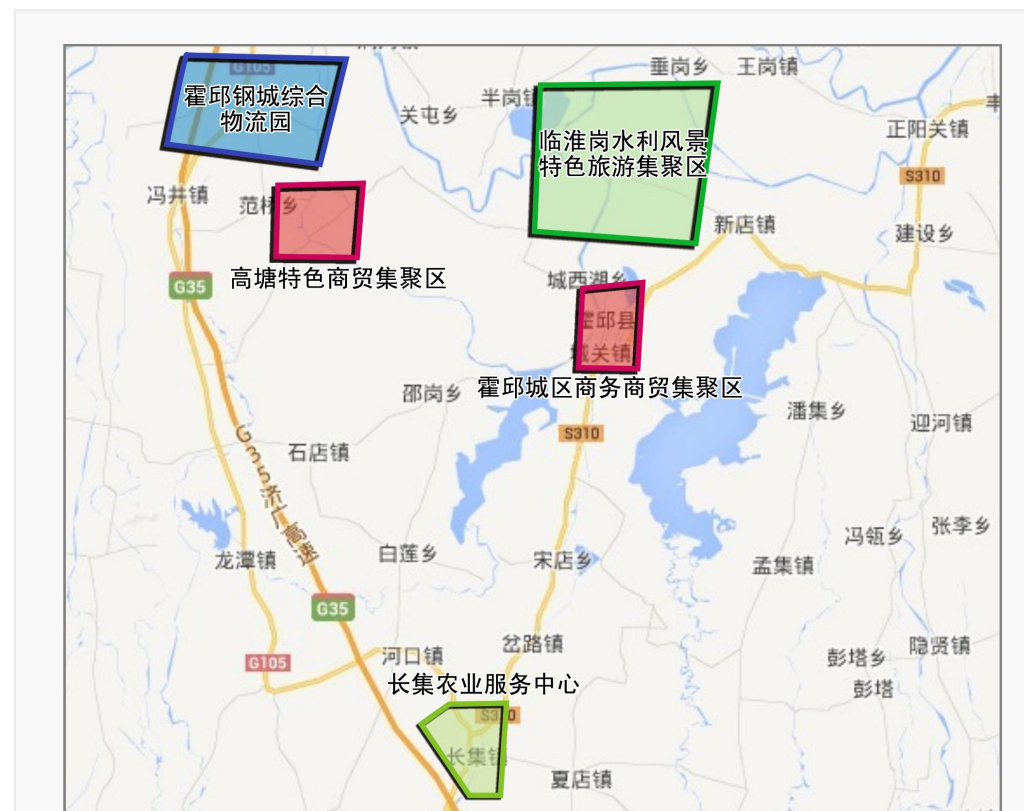 G105
垂岗乡
王岗镇
霍邱钢城综合
物流园
半岗镇
关屯乡
正阳关镇
临淮岗水利风景
特色旅游集聚区
S310
冯井镇
范桥乡
新店镇
建设乡
高塘特色商贸集聚区
城西湖乡
G35
霍邱县
城关镇
霍邱城区商务商贸集聚区
邵岗乡
潘集乡
迎河镇
S310
石店镇
G35济广高速
张李乡
冯瓴乡
龙潭镇
白莲乡
宋店乡
孟集镇
G35
岔路镇
隐贤镇
G105
河口镇
彭塔乡
彭塔
长集农业服务中心
S310
长集镇
夏店镇